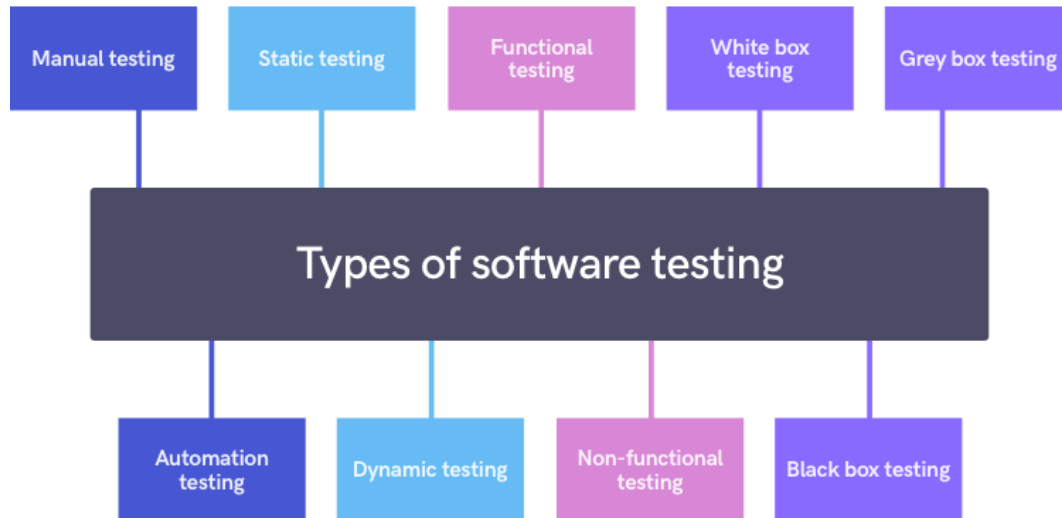 Manual testing
Static testing
Functional
testing
White box
testing
Grey box testing
Types of software testing
Automation
testing
Dynamic testing
Non-functional
testing
Black box testing